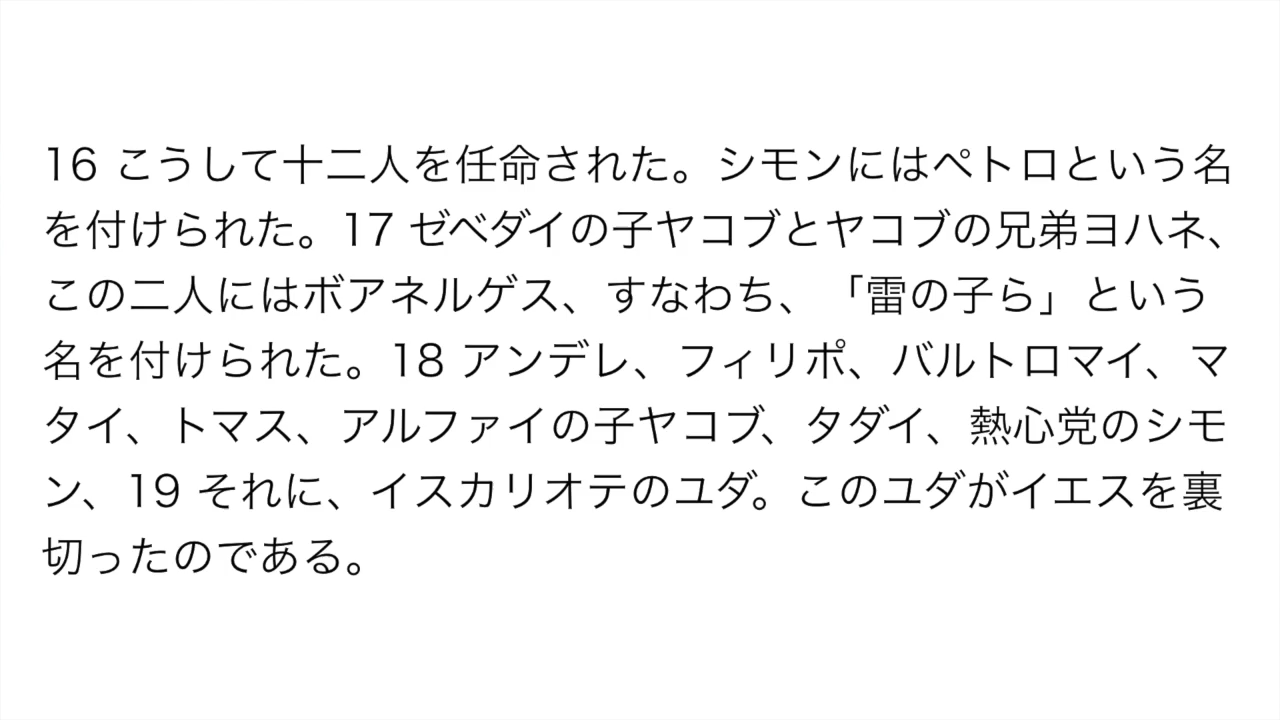 16 こうして十二人を任命された。シモンにはペトロという名
を付けられた。17 ゼベダイの子ヤコブとヤコブの兄弟ヨハネ、
この二人にはボアネルゲス、すなわち、「雷の子ら」という
名を付けられた。18 アンデレ、フィリポ、バルトロマイ、マ
タイ、トマス、アルファイの子ヤコブ、タダイ、熱心党のシモ
ン、19 それに、イスカリオテのユダ。このユダがイエスを裏
切ったのである。